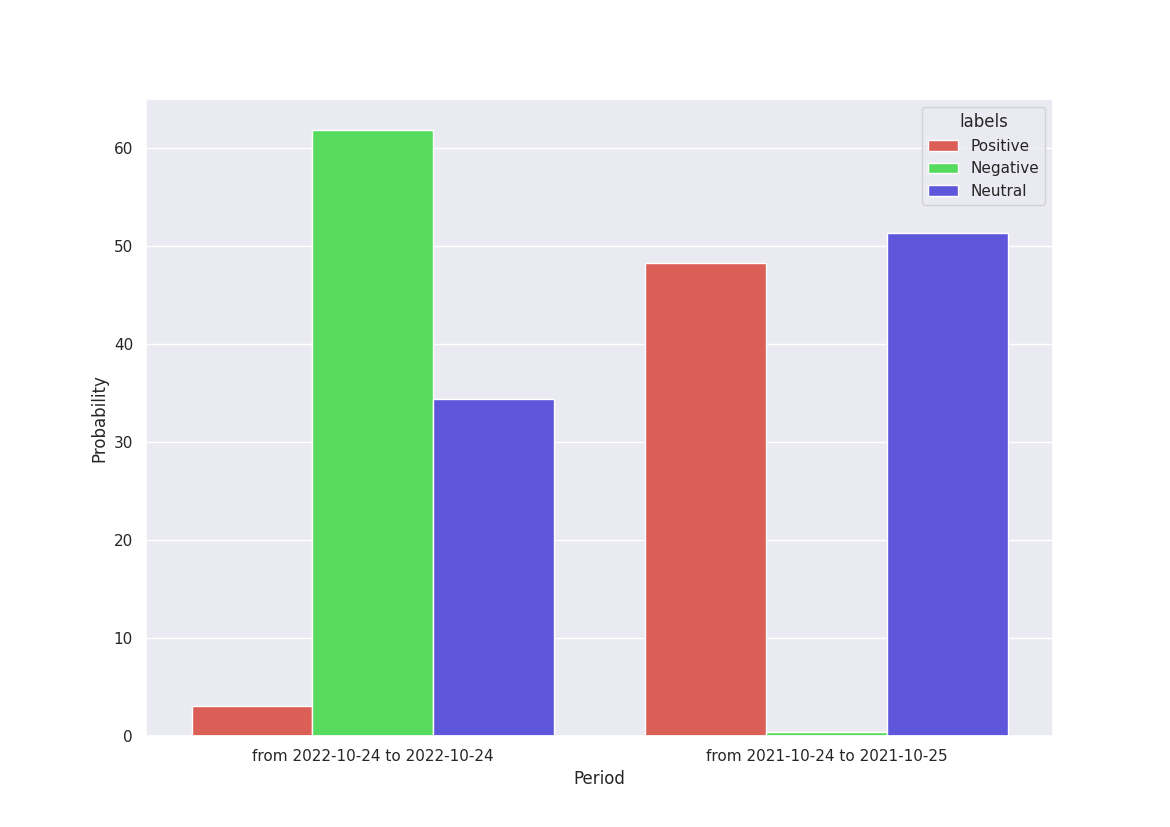 labels
Positive
Negative
Neutral
60
50
40
30
20
10
0
Probability
from 2022-10-24 to 2022-10-24
from 2021-10-24 to 2021-10-25
Period